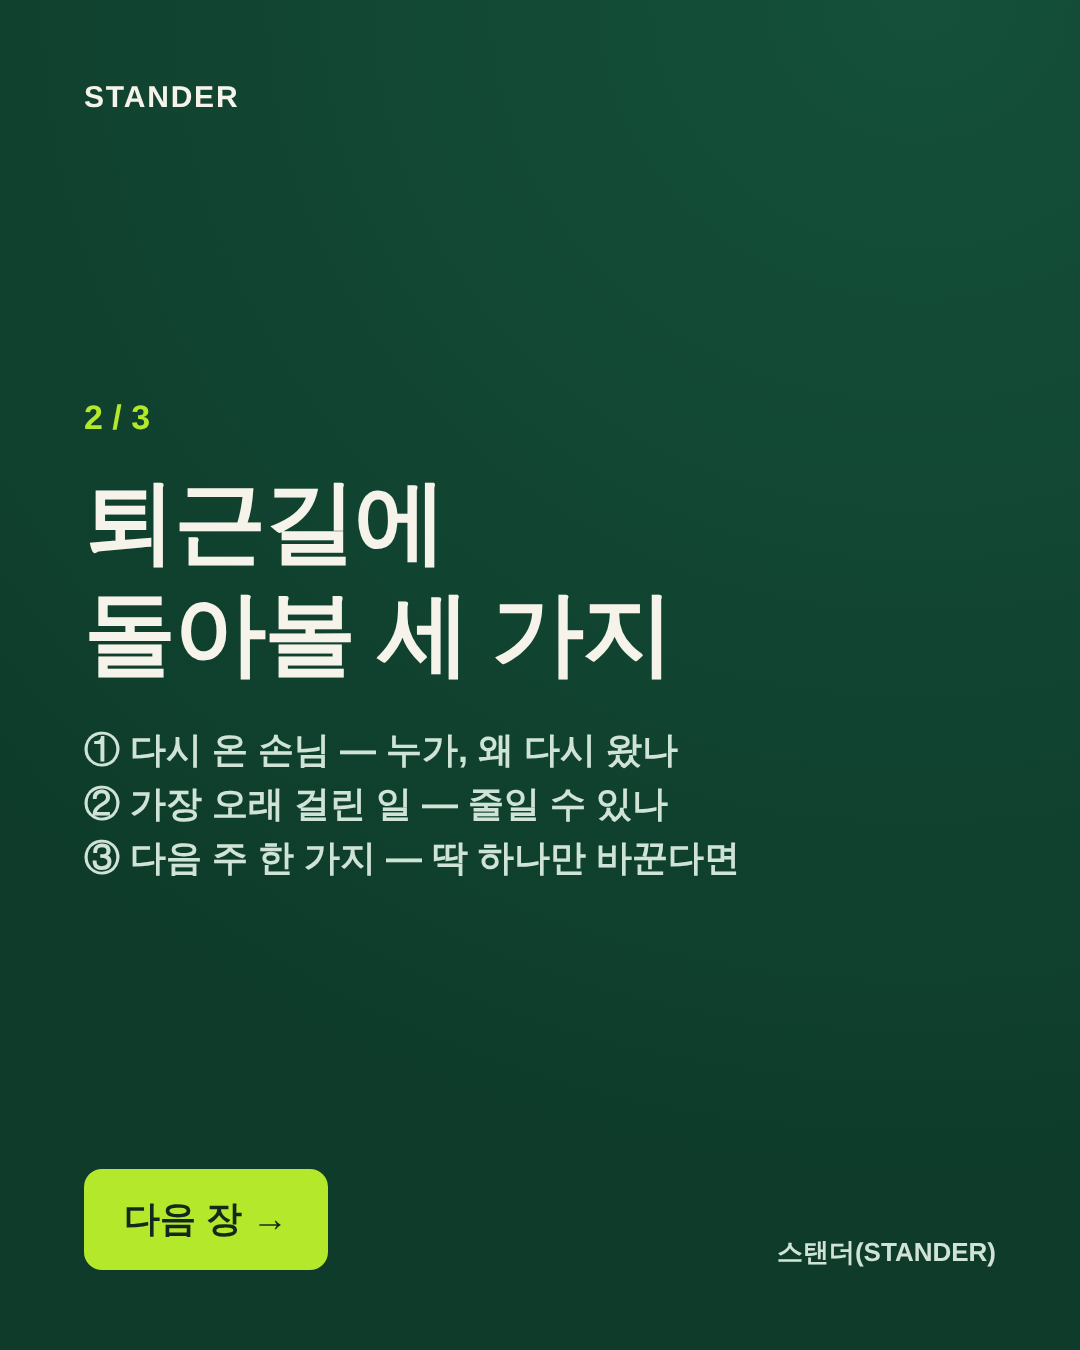 STANDER
2 / 3
퇴근길에
돌아볼 세 가지
① 다시 온 손님 — 누가, 왜 다시 왔나
② 가장 오래 걸린 일 — 줄일 수 있나
③ 다음 주 한 가지 — 딱 하나만 바꾼다면
다음 장 →
스탠더(STANDER)